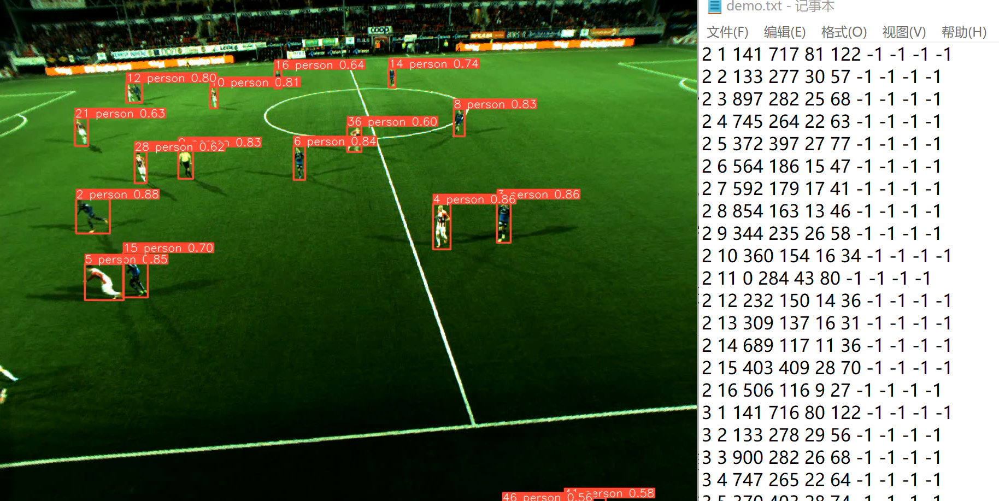 demo.txt - 记事本
文件(F) 编辑(E) 格式(O) 视图(V) 帮助(H)
2 1 141 717 81 122 -1 -1 -1 -1
2 2 133 277 30 57 -1 -1 -1 -1
2 3 897 282 25 68 -1 -1 -1 -1
2 4 745 264 22 63 -1 -1 -1 -1
2 5 372 397 27 77 -1 -1 -1 -1
2 6 564 186 15 47 -1 -1 -1 -1
2 7 592 179 17 41 -1 -1 -1 -1
2 8 854 163 13 46 -1 -1 -1 -1
2 9 344 235 26 58 -1 -1 -1 -1
2 10 360 154 16 34 -1 -1 -1 -1
2 11 0 284 43 80 -1 -1 -1 -1
2 12 232 150 14 36 -1 -1 -1 -1
2 13 309 137 16 31 -1 -1 -1 -1
2 14 689 117 11 36 -1 -1 -1 -1
2 15 403 409 28 70 -1 -1 -1 -1
2 16 506 116 9 27 -1 -1 -1 -1
3 1 141 716 80 122 -1 -1 -1 -1
3 2 133 278 29 56 -1 -1 -1 -1
3 3 900 282 26 68 -1 -1 -1 -1
3 4 747 265 22 64 -1 -1 -1 -1
3 5 370 403 28 74 -1 -1 -1 -1
coop
16 person 0.64
14 person 0.74
12 person 0.80
0 person 0.81
8 person 0.83
21 person 0.63
36 person 0.60
6 person 0.84
28 person 0.62
0.83
2 person 0.88
4 person 0.86
3 person 0.86
15 person 0.70
5 person 0.85
46 person 0.56
person 0.58